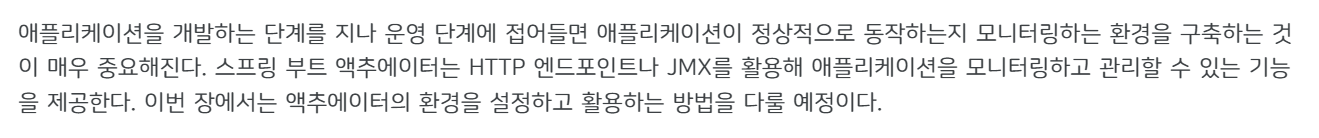 애플리케이션을 개발하는 단계를 지나 운영 단계에 접어들면 애플리케이션이 정상적으로 동작하는지 모니터링하는 환경을 구축하는 것
이 매우 중요해진다. 스프링 부트 액추에이터는 HTTP 엔드포인트나 JMX를 활용해 애플리케이션을 모니터링하고 관리할 수 있는 기능
을 제공한다. 이번 장에서는 액추에이터의 환경을 설정하고 활용하는 방법을 다룰 예정이다.